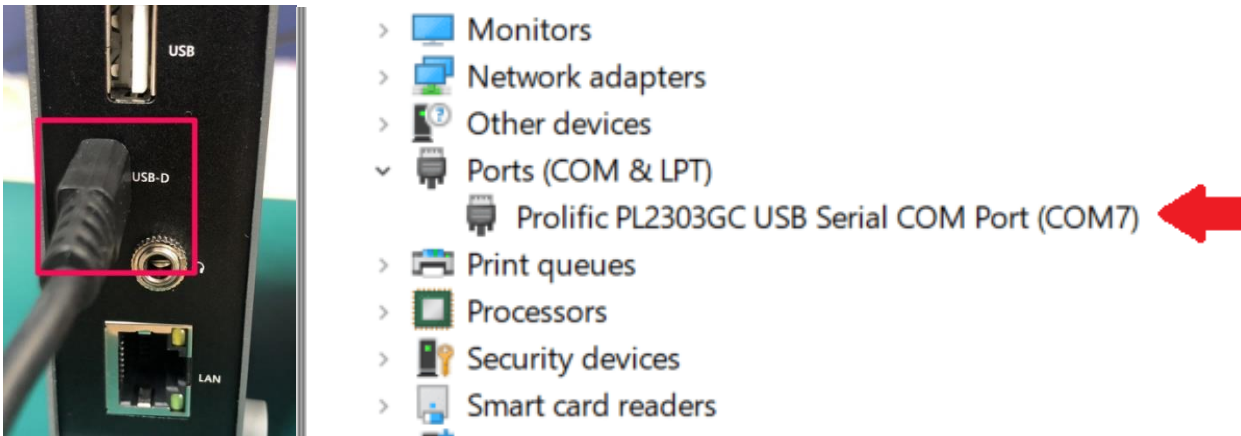 USB
USB-D
LAN
Monitors
Network adapters
Other devices
Ports (COM & LPT)
Prolific PL2303GC USB Serial COM Port (COM7)
Print queues
Processors
Security devices
Smart card readers